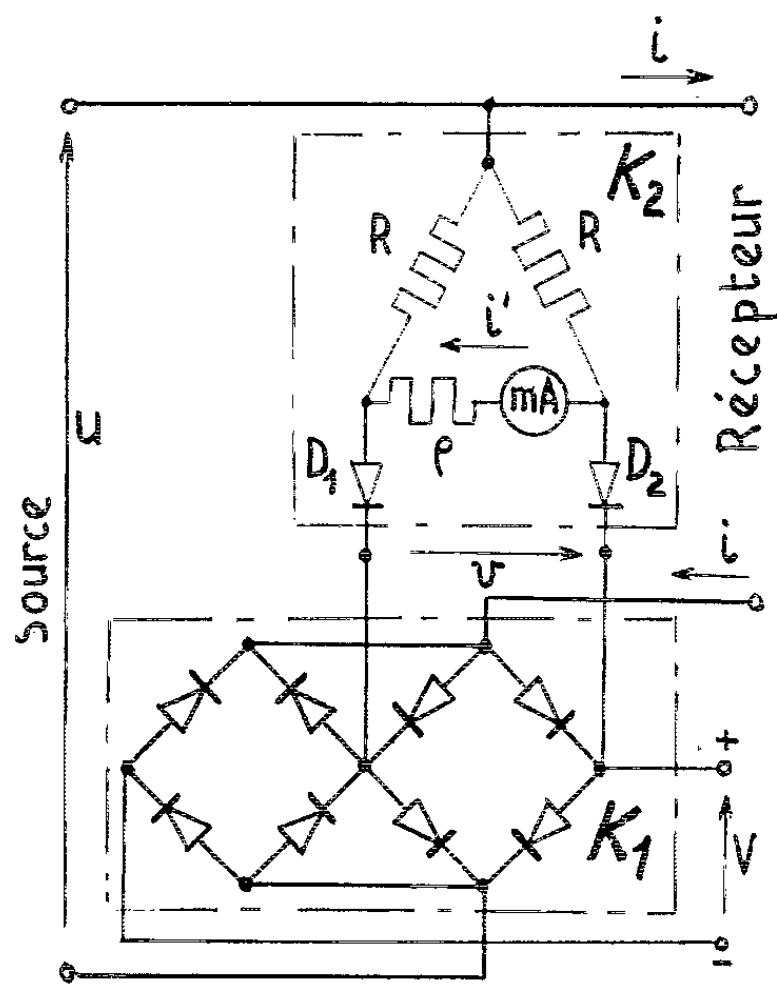 i
K2
R
R
i'
mA
ρ
D1
D2
u
Source
Récepteur
v
i
K1
+
V
-